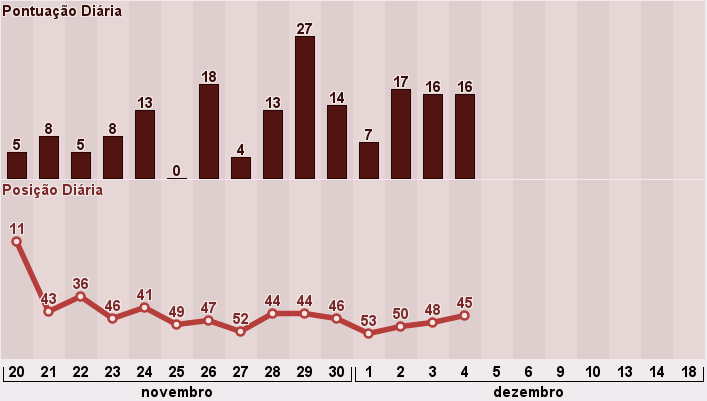 Pontuação Diária
5 8 5 8 13 0 18 4 13 27 14 7 17 16 16
Posição Diária
11 43 36 46 41 49 47 52 44 44 46 53 50 48 45
20 21 22 23 24 25 26 27 28 29 30 1 2 3 4 5 6 9 10 13 14 18
novembro dezembro